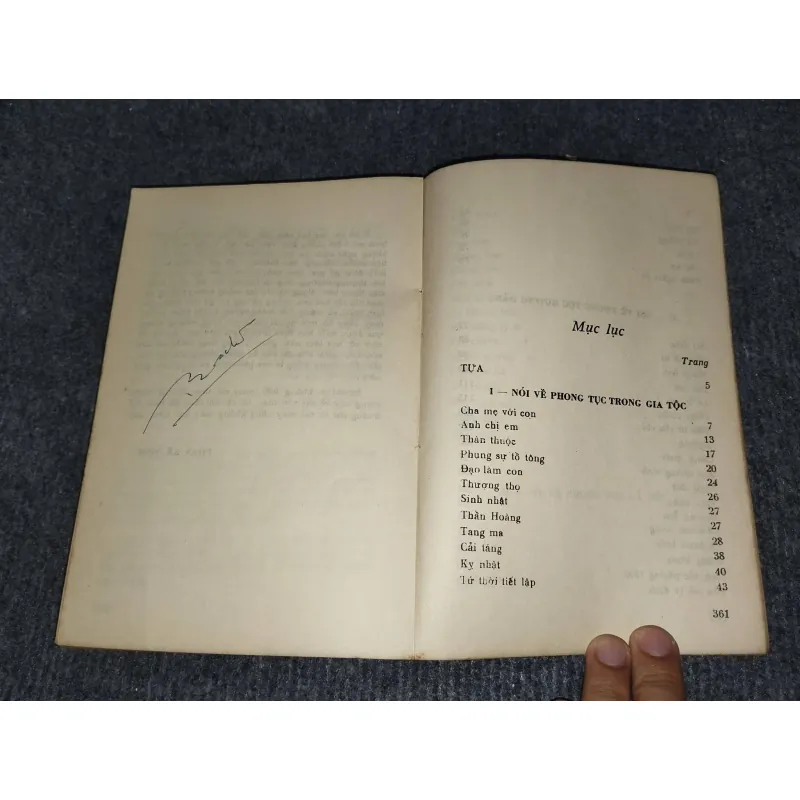 Mục lục
Trang
TỰA 5
I — NÓI VỀ PHONG TỤC TRONG GIA TỘC
Cha mẹ với con 7
Anh chị em 13
Thân thuộc 17
Phụng sự tổ tông 20
Đạo làm con 24
Thượng thọ 26
Sinh nhật 27
Thần Hoàng 27
Tang ma 28
Cải táng 38
Kỵ nhật 40
Tứ thời tiết lập 43
361